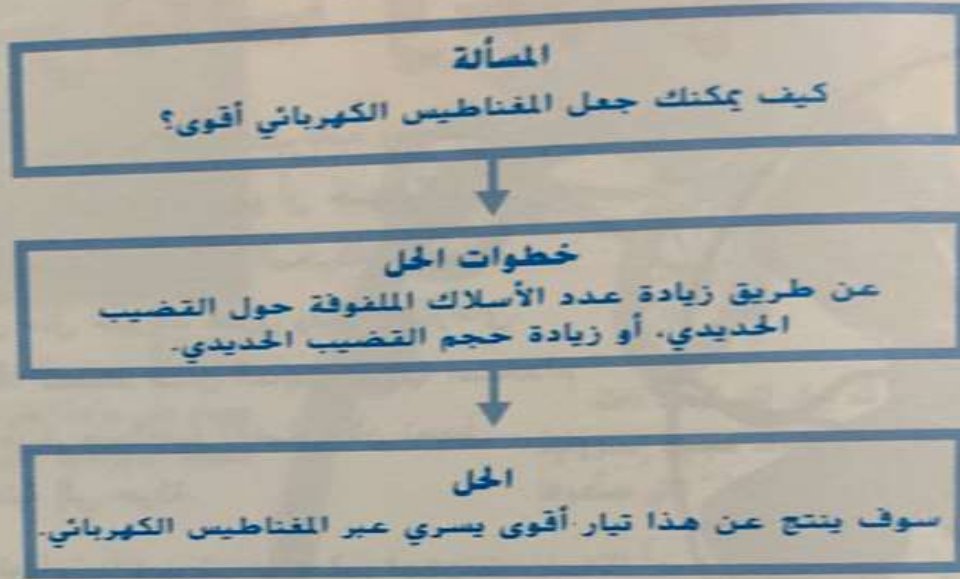 المسألة
كيف يمكنك جعل المغناطيس الكهربائي أقوى؟
خطوات الحل
عن طريق زيادة عدد الأسلاك الملفوفة حول القضيب
الحديدي. أو زيادة حجم القضيب الحديدي.
الحل
سوف ينتج عن هذا تيار أقوى يسري عبر المغناطيس الكهربائي.